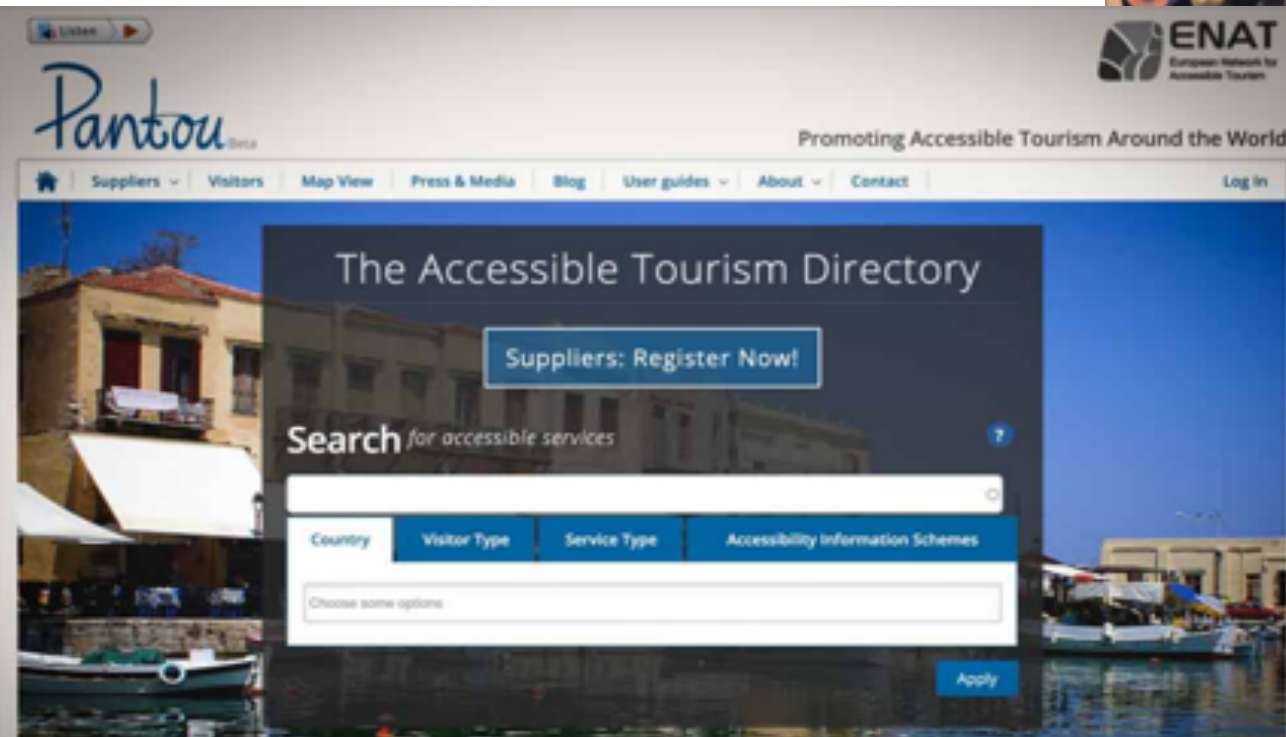 Listen
ENAT
European Network for
Accessible Tourism
Pantou Beta
Promoting Accessible Tourism Around the World
Suppliers Visitors Map View Press & Media Blog User guides About Contact Log In
The Accessible Tourism Directory
Suppliers: Register Now!
Search for accessible services
?
Country Visitor Type Service Type Accessibility Information Schemes
Choose some options
Apply